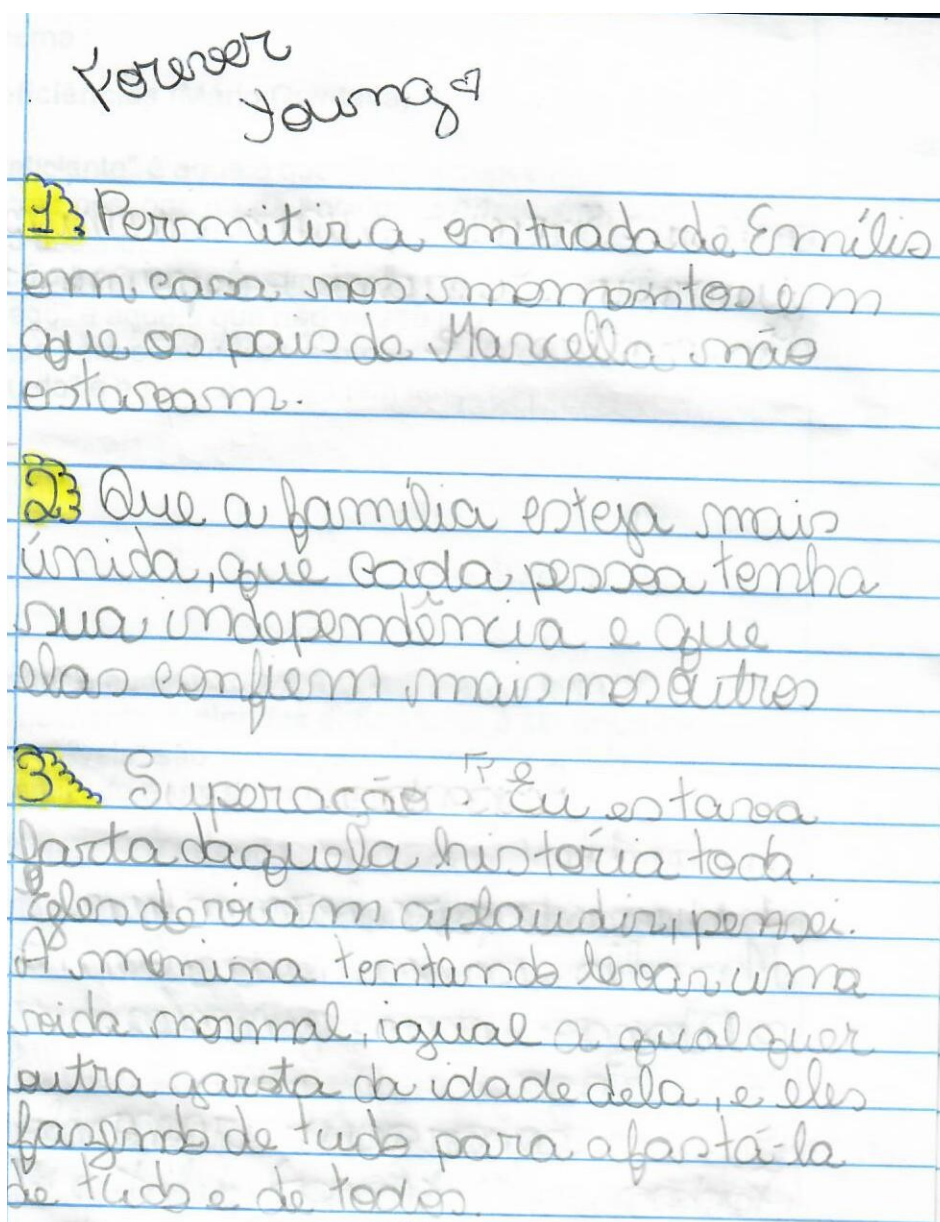 Forever
Young
1 Permitir a entrada de Emílio
em casa nos momentos em
que os pais de Marcella não
estavam.
2 Que a família esteja mais
únida, que cada pessoa tenha
sua independência e que
elas confiem mais nos outros
3 Superação: Eu estava
farta daquela história toda.
Eles deviam aplaudir, pensei.
A menina tentando levar uma
vida normal, igual a qualquer
outra garota da idade dela, e eles
fazendo de tudo para afastá-la
de tudo e de todos.